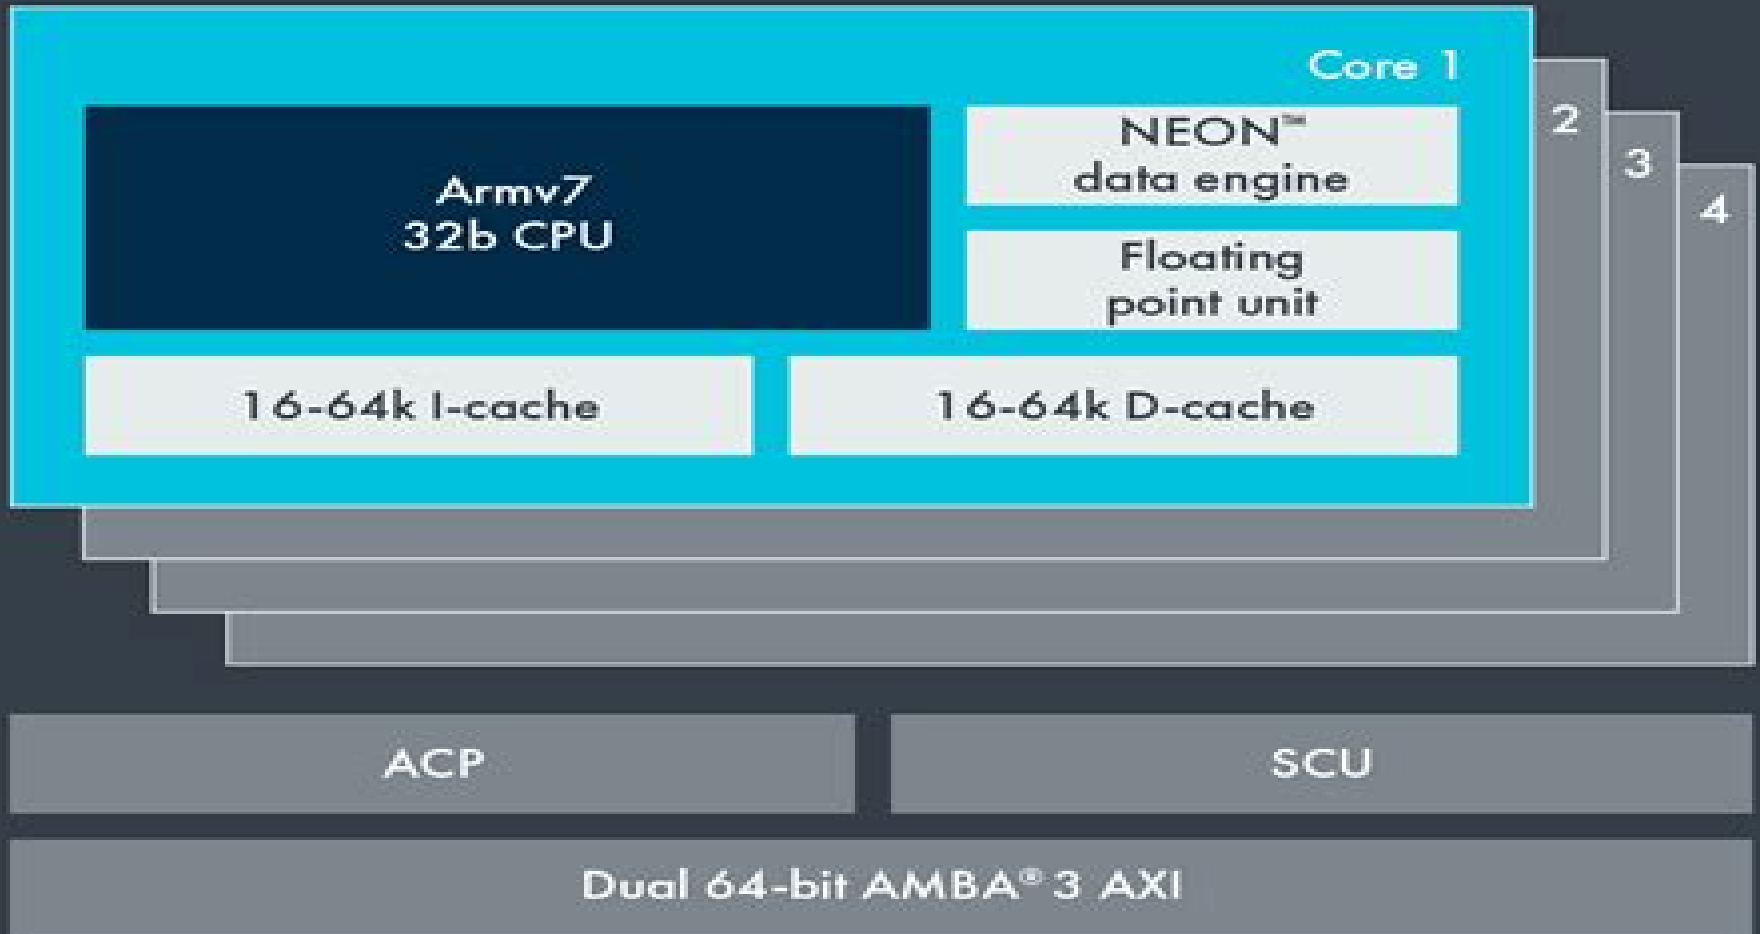 Core 1
2
3
4
Armv7
32b CPU
NEON™
data engine
Floating
point unit
16-64k I-cache
16-64k D-cache
ACP
SCU
Dual 64-bit AMBA® 3 AXI